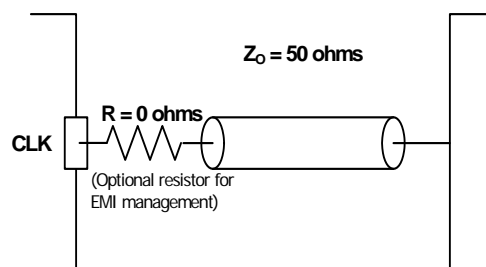 Z₀ = 50 ohms
R = 0 ohms
CLK
(Optional resistor for
EMI management)